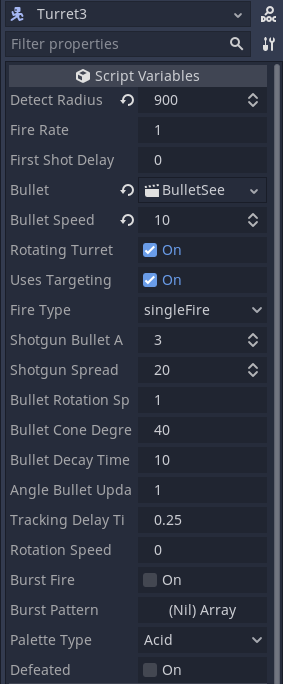 Turret3
DOC
Filter properties
Script Variables
Detect Radius 900
Fire Rate 1
First Shot Delay 0
Bullet BulletSee
Bullet Speed 10
Rotating Turret On
Uses Targeting On
Fire Type singleFire
Shotgun Bullet A 3
Shotgun Spread 20
Bullet Rotation Sp 1
Bullet Cone Degre 40
Bullet Decay Time 10
Angle Bullet Upda 1
Tracking Delay Ti 0.25
Rotation Speed 0
Burst Fire On
Burst Pattern (Nil) Array
Palette Type Acid
Defeated On